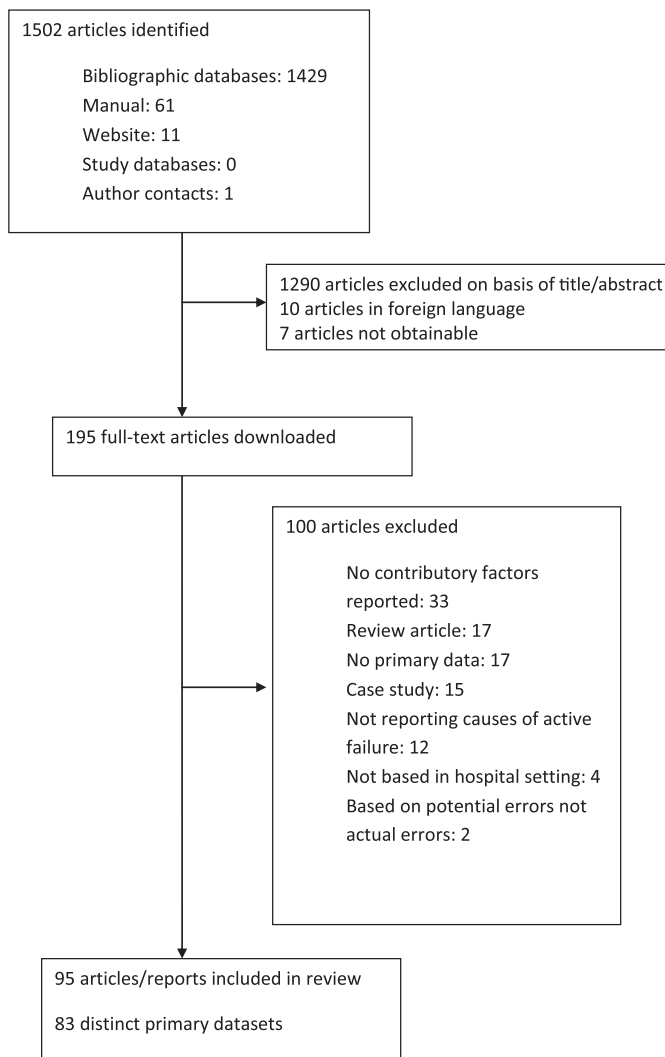 1502 articles identified
Bibliographic databases: 1429
Manual: 61
Website: 11
Study databases: 0
Author contacts: 1
1290 articles excluded on basis of title/abstract
10 articles in foreign language
7 articles not obtainable
195 full-text articles downloaded
100 articles excluded
No contributory factors
reported: 33
Review article: 17
No primary data: 17
Case study: 15
Not reporting causes of active
failure: 12
Not based in hospital setting: 4
Based on potential errors not
actual errors: 2
95 articles/reports included in review
83 distinct primary datasets